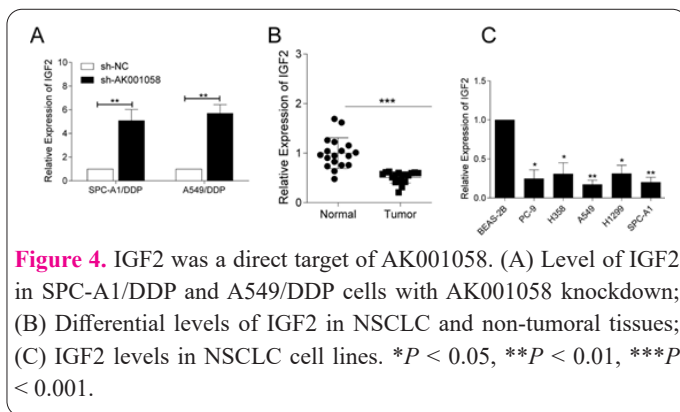 A
Relative Expression of IGF2
10
8
6
4
2
0
sh-NC
sh-AK001058
**
**
SPC-A1/DDP
A549/DDP
B
Relative Expression of IGF2
3
2
1
0
***
Normal
Tumor
C
Relative Expression of IGF2
1.5
1.0
0.5
0.0
*
*
**
*
**
BEAS-2B
PC-9
H358
A549
H1299
SPC-A1
Figure 4. IGF2 was a direct target of AK001058. (A) Level of IGF2
in SPC-A1/DDP and A549/DDP cells with AK001058 knockdown;
(B) Differential levels of IGF2 in NSCLC and non-tumoral tissues;
(C) IGF2 levels in NSCLC cell lines. *P < 0.05, **P < 0.01, ***P
< 0.001.